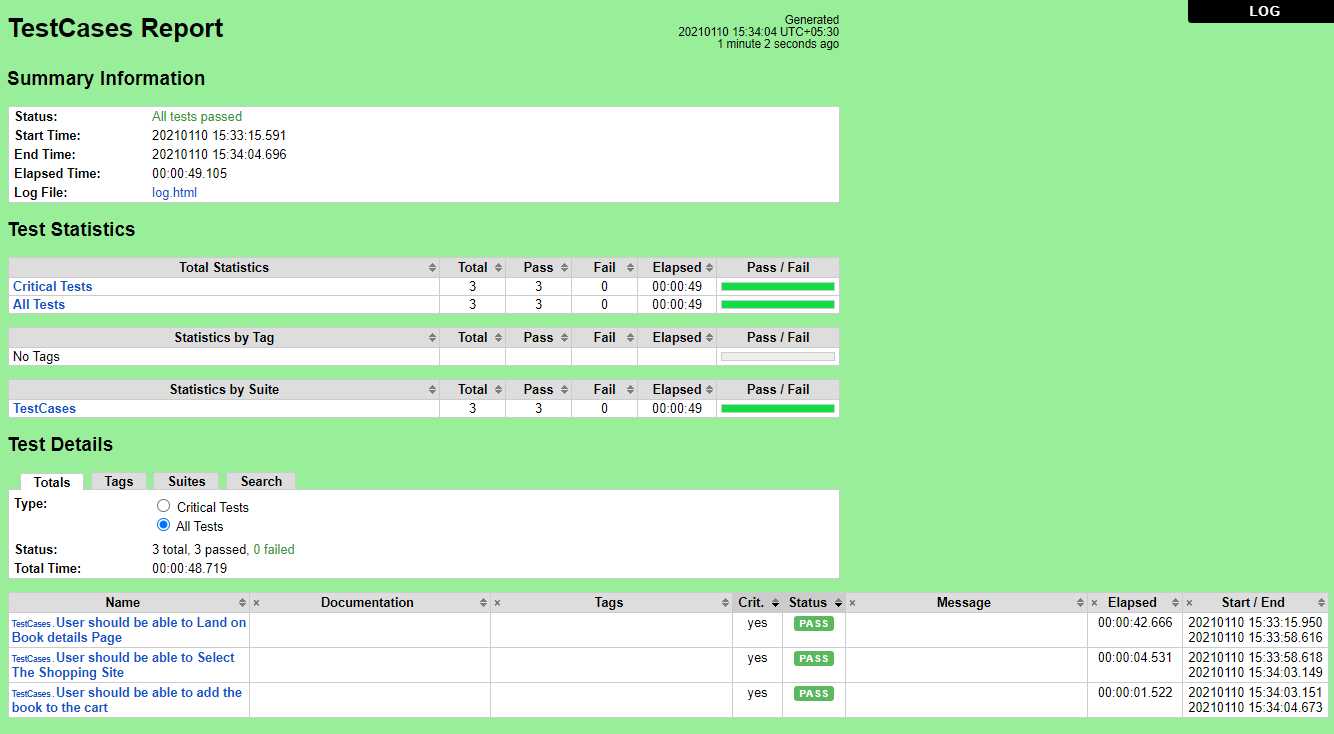 LOG
TestCases Report
Generated
20210110 15:34:04 UTC+05:30
1 minute 2 seconds ago
Summary Information
Status: All tests passed
Start Time: 20210110 15:33:15.591
End Time: 20210110 15:34:04.696
Elapsed Time: 00:00:49.105
Log File: log.html
Test Statistics
Total Statistics Total Pass Fail Elapsed Pass / Fail
Critical Tests 3 3 0 00:00:49
All Tests 3 3 0 00:00:49
Statistics by Tag Total Pass Fail Elapsed Pass / Fail
No Tags
Statistics by Suite Total Pass Fail Elapsed Pass / Fail
TestCases 3 3 0 00:00:49
Test Details
Totals Tags Suites Search
Type: Critical Tests
All Tests
Status: 3 total, 3 passed, 0 failed
Total Time: 00:00:48.719
Name × Documentation × Tags Crit. Status × Message × Elapsed × Start / End
TestCases . User should be able to Land on yes PASS 00:00:42.666 20210110 15:33:15.950
Book details Page 20210110 15:33:58.616
TestCases . User should be able to Select yes PASS 00:00:04.531 20210110 15:33:58.618
The Shopping Site 20210110 15:34:03.149
TestCases . User should be able to add the yes PASS 00:00:01.522 20210110 15:34:03.151
book to the cart 20210110 15:34:04.673